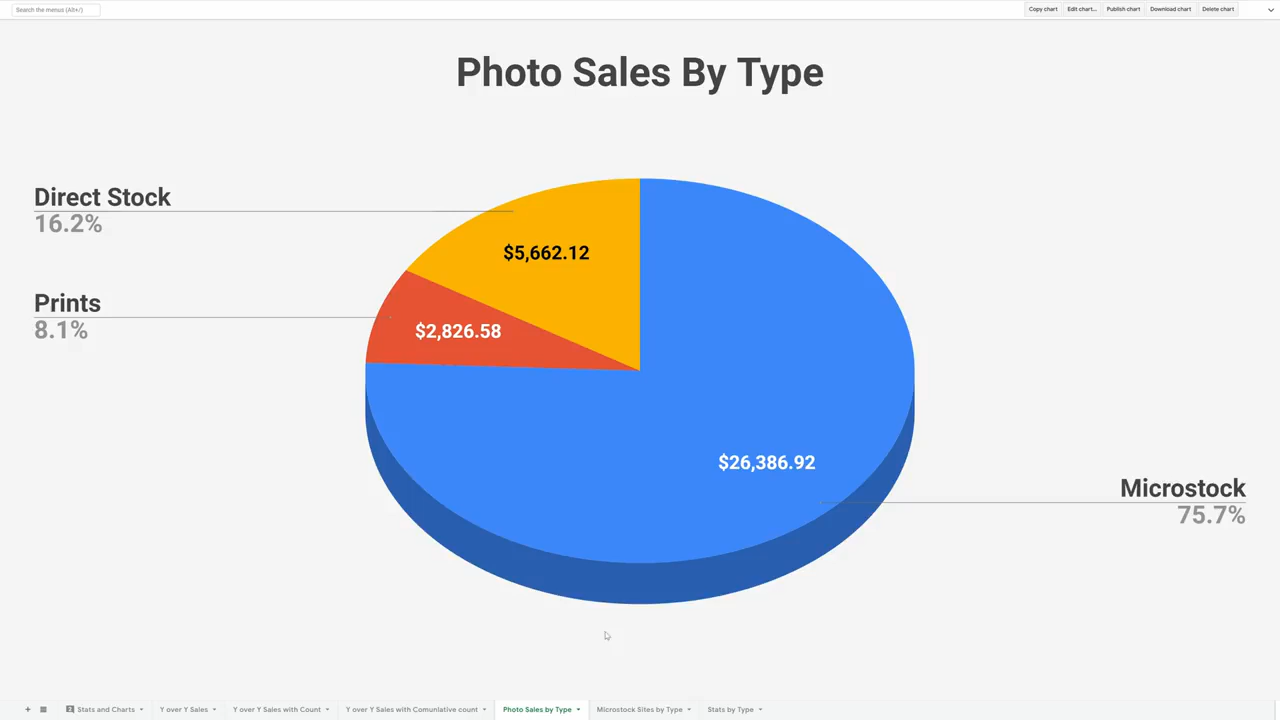 Search the menus (Alt+/)
Copy chart
Edit chart...
Publish chart
Download chart
Delete chart
Photo Sales By Type
Direct Stock
16.2%
$5,662.12
Prints
8.1%
$2,826.58
$26,386.92
Microstock
75.7%
Stats and Charts
Y over Y Sales
Y over Y Sales with Count
Y over Y Sales with Comunlative count
Photo Sales by Type
Microstock Sites by Type
Stats by Type